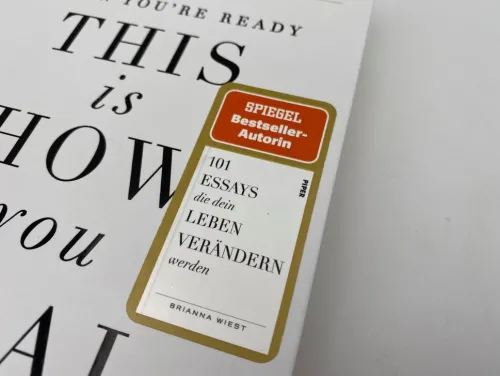 YOU'RE READY
THIS
is
HOW
you
SPIEGEL
Bestseller-
Autorin
101
ESSAYS
die dein
LEBEN
VERÄNDERN
werden
PIPER
BRIANNA WIEST